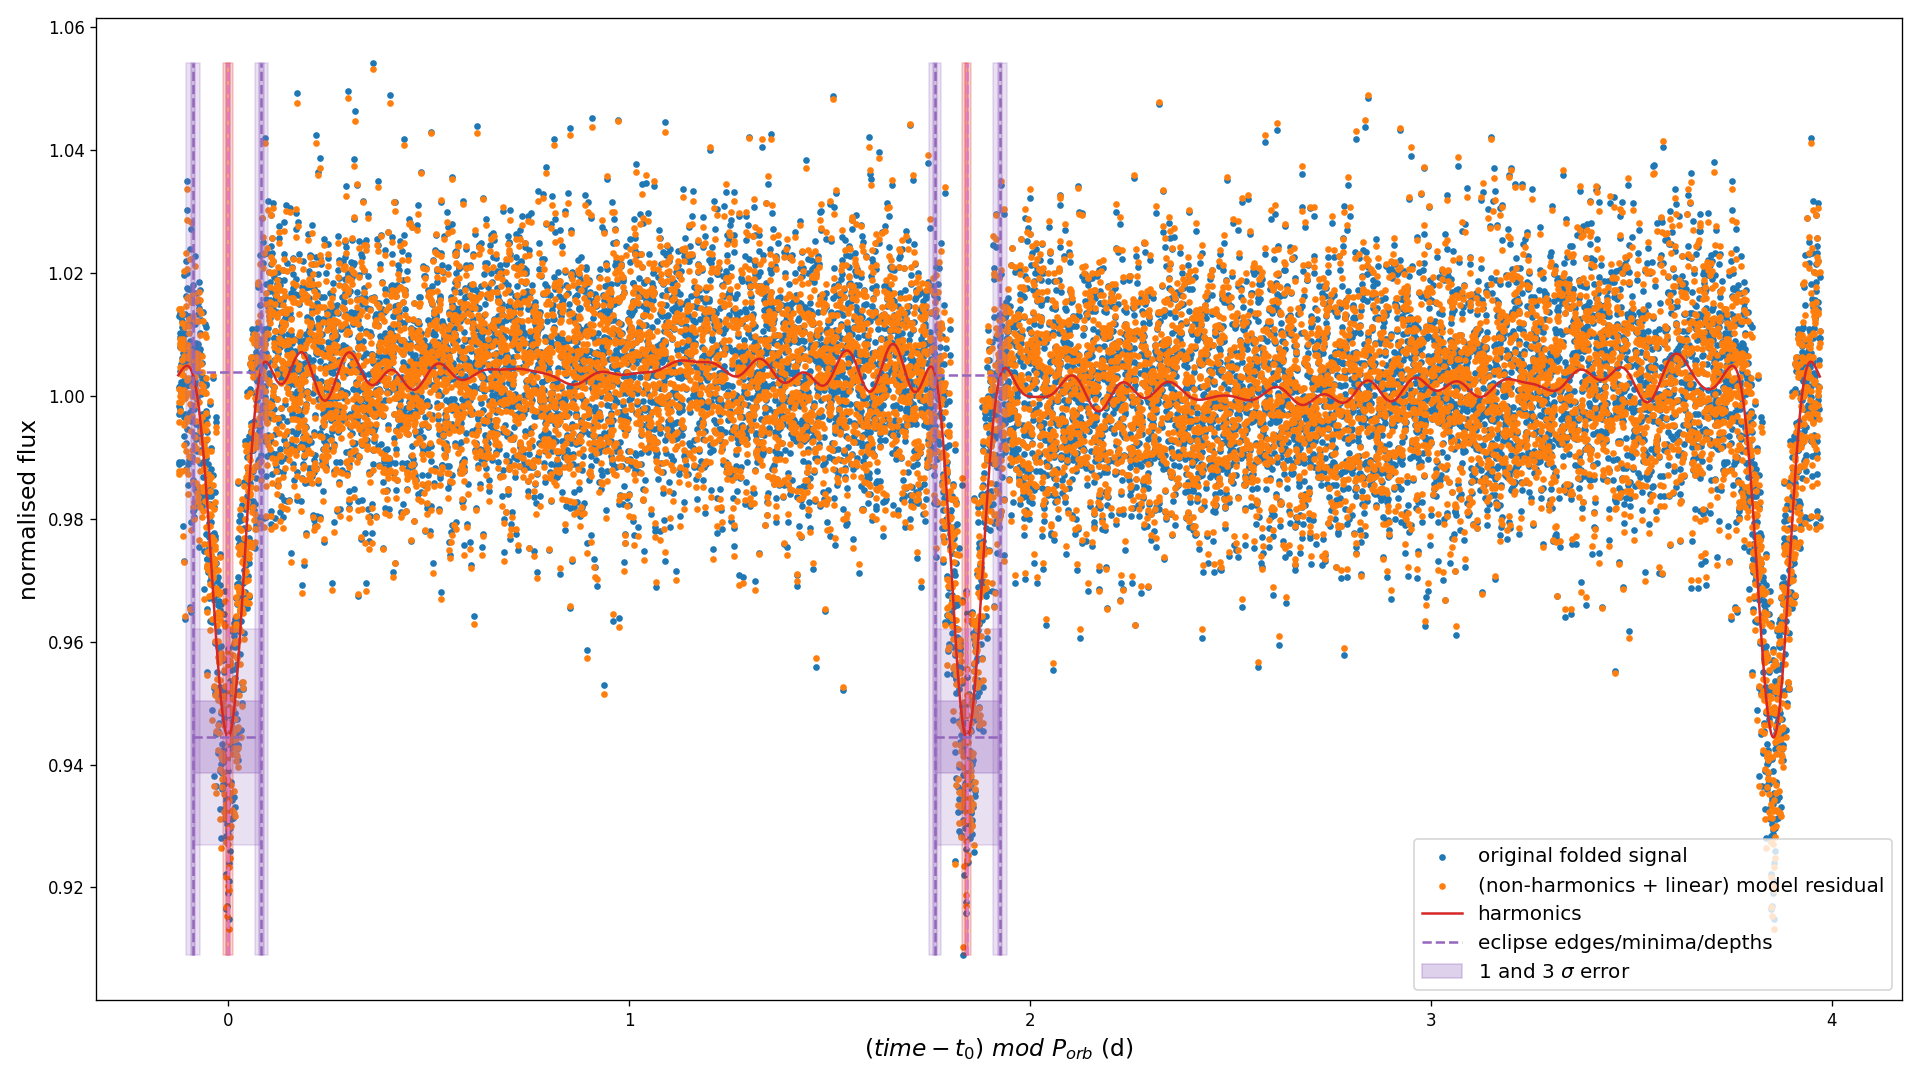 1.06
1.04
1.02
1.00
0.98
0.96
0.94
0.92
normalised flux
original folded signal
(non-harmonics + linear) model residual
harmonics
eclipse edges/minima/depths
1 and 3 σ error
0 1 2 3 4
(time − t₀) mod P_orb (d)